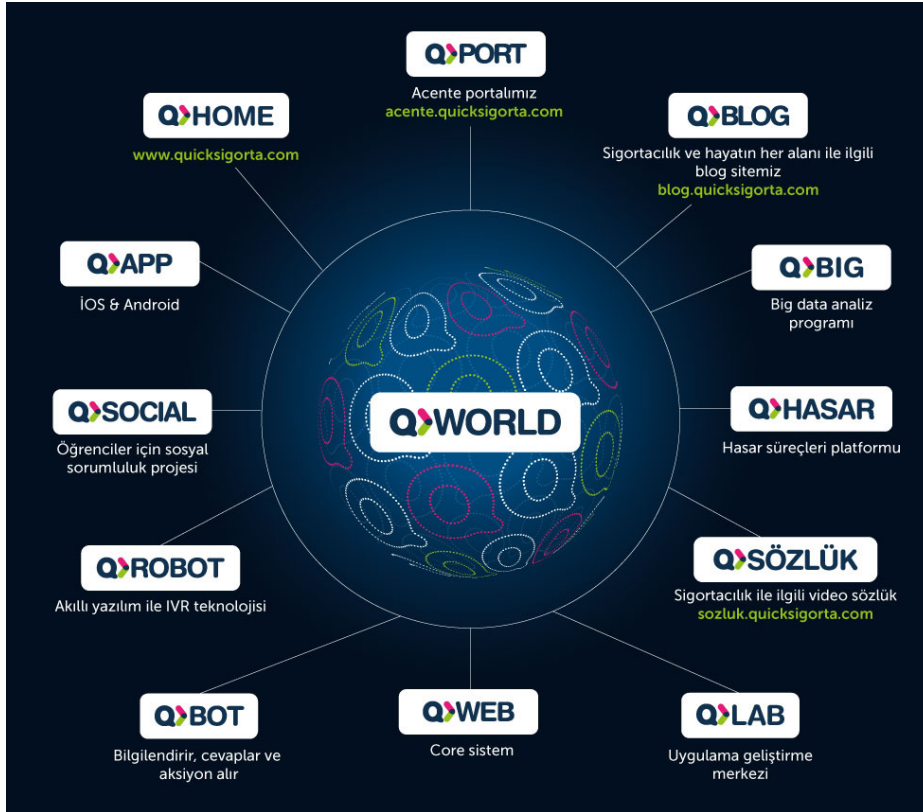 Q PORT
Acente portalımız
acente.quicksigorta.com
Q HOME
www.quicksigorta.com
Q BLOG
Sigortacılık ve hayatın her alanı ile ilgili
blog sitemiz
blog.quicksigorta.com
Q APP
İOS & Android
Q BIG
Big data analiz
programı
Q WORLD
Q SOCIAL
Öğrenciler için sosyal
sorumluluk projesi
Q HASAR
Hasar süreçleri platformu
Q ROBOT
Akıllı yazılım ile IVR teknolojisi
Q SÖZLÜK
Sigortacılık ile ilgili video sözlük
sozluk.quicksigorta.com
Q BOT
Bilgilendirir, cevaplar ve
aksiyon alır
Q WEB
Core sistem
Q LAB
Uygulama geliştirme
merkezi